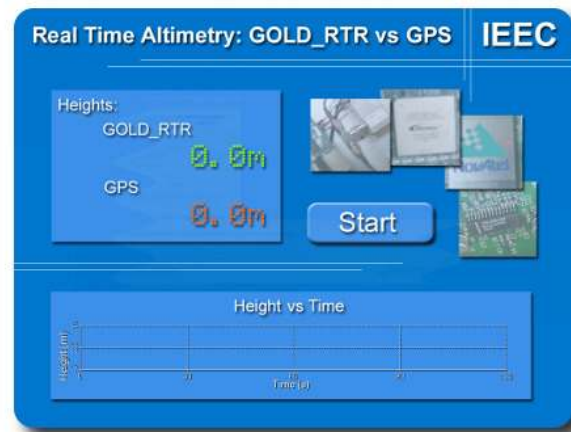 Real Time Altimetry: GOLD_RTR vs GPS
IEEC
Heights:
GOLD_RTR
0.0m
GPS
0.0m
Start
Height vs Time
Height (m)
Time (s)